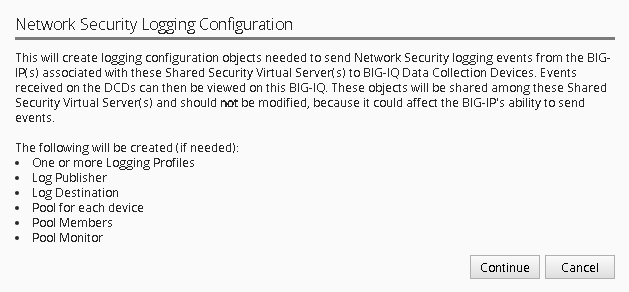 Network Security Logging Configuration
This will create logging configuration objects needed to send Network Security logging events from the BIG-
IP(s) associated with these Shared Security Virtual Server(s) to BIG-IQ Data Collection Devices. Events
received on the DCDs can then be viewed on this BIG-IQ. These objects will be shared among these Shared
Security Virtual Server(s) and should not be modified, because it could affect the BIG-IP's ability to send
events.
The following will be created (if needed):
• One or more Logging Profiles
• Log Publisher
• Log Destination
• Pool for each device
• Pool Members
• Pool Monitor
Continue Cancel